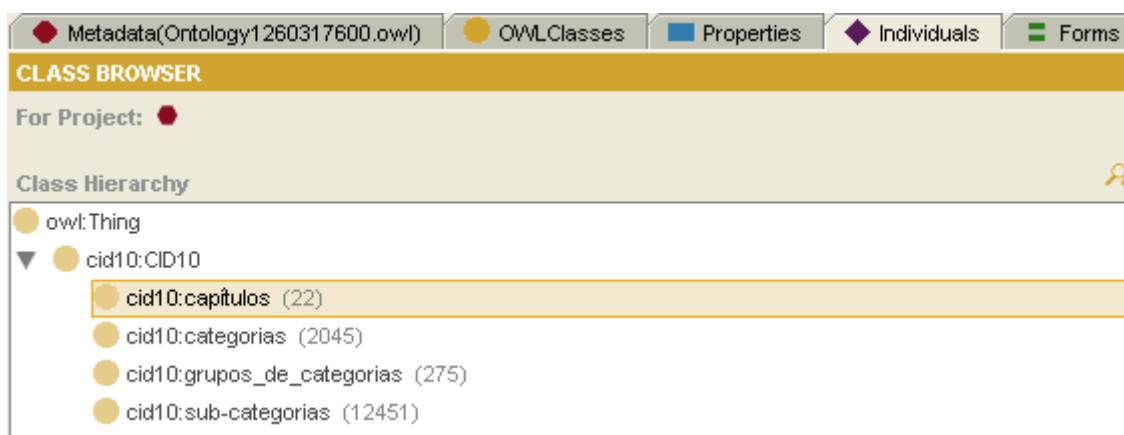 Metadata(Ontology1260317600.owl) OWLClasses Properties Individuals Forms
CLASS BROWSER
For Project:
Class Hierarchy
owl:Thing
cid10:CID10
cid10:capítulos (22)
cid10:categorias (2045)
cid10:grupos_de_categorias (275)
cid10:sub-categorias (12451)